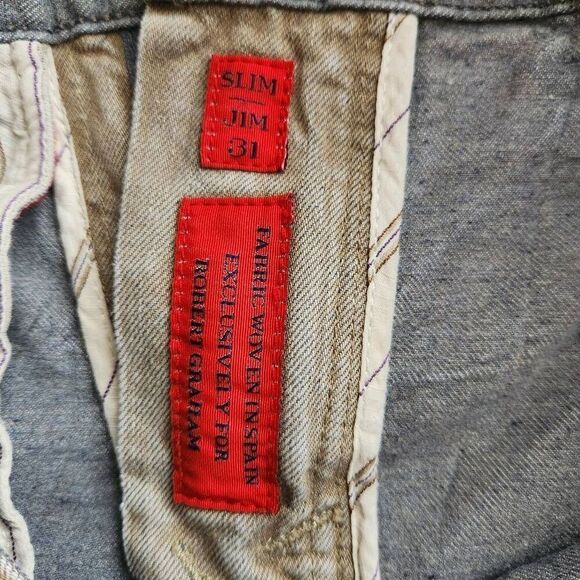 SLIM
JIM
31
FABRIC WOVEN IN SPAIN
EXCLUSIVELY FOR
ROBERT GRAHAM